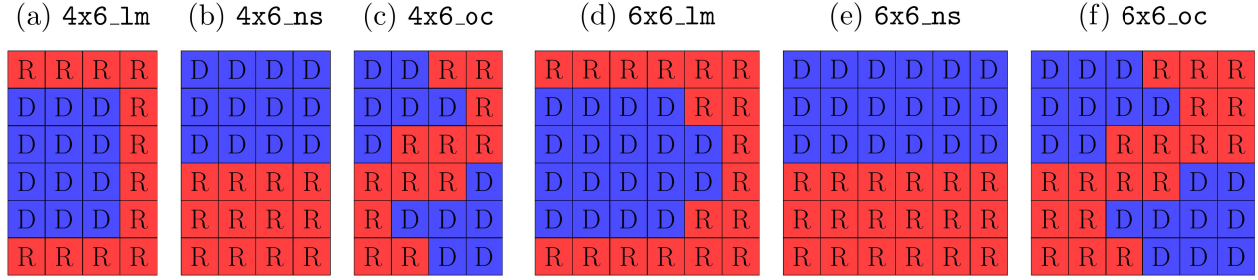 (a) 4x6_lm (b) 4x6_ns (c) 4x6_oc (d) 6x6_lm (e) 6x6_ns (f) 6x6_oc
R R R R D D D D D D R R R R R R R R D D D D D D D D D R R R
D D D R D D D D D D D R D D D D R R D D D D D D D D D D R R
D D D R D D D D D R R R D D D D D R D D D D D D D D R R R R
D D D R R R R R R R R D D D D D D R R R R R R R R R R R D D
D D D R R R R R R D D D D D D D R R R R R R R R R R D D D D
R R R R R R R R R R D D R R R R R R R R R R R R R R R D D D